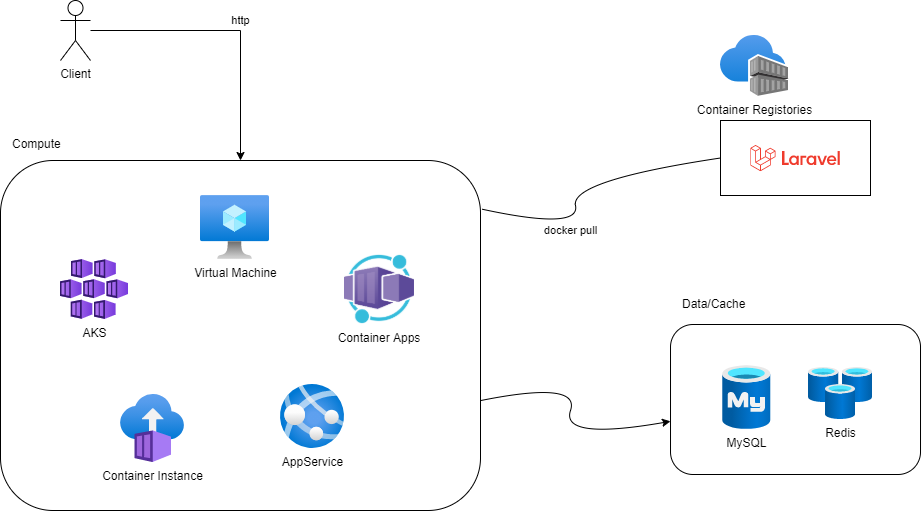 http
Client
Container Registories
Compute
Laravel
docker pull
Virtual Machine
AKS
Container Apps
Data/Cache
My
MySQL
Redis
AppService
Container Instance